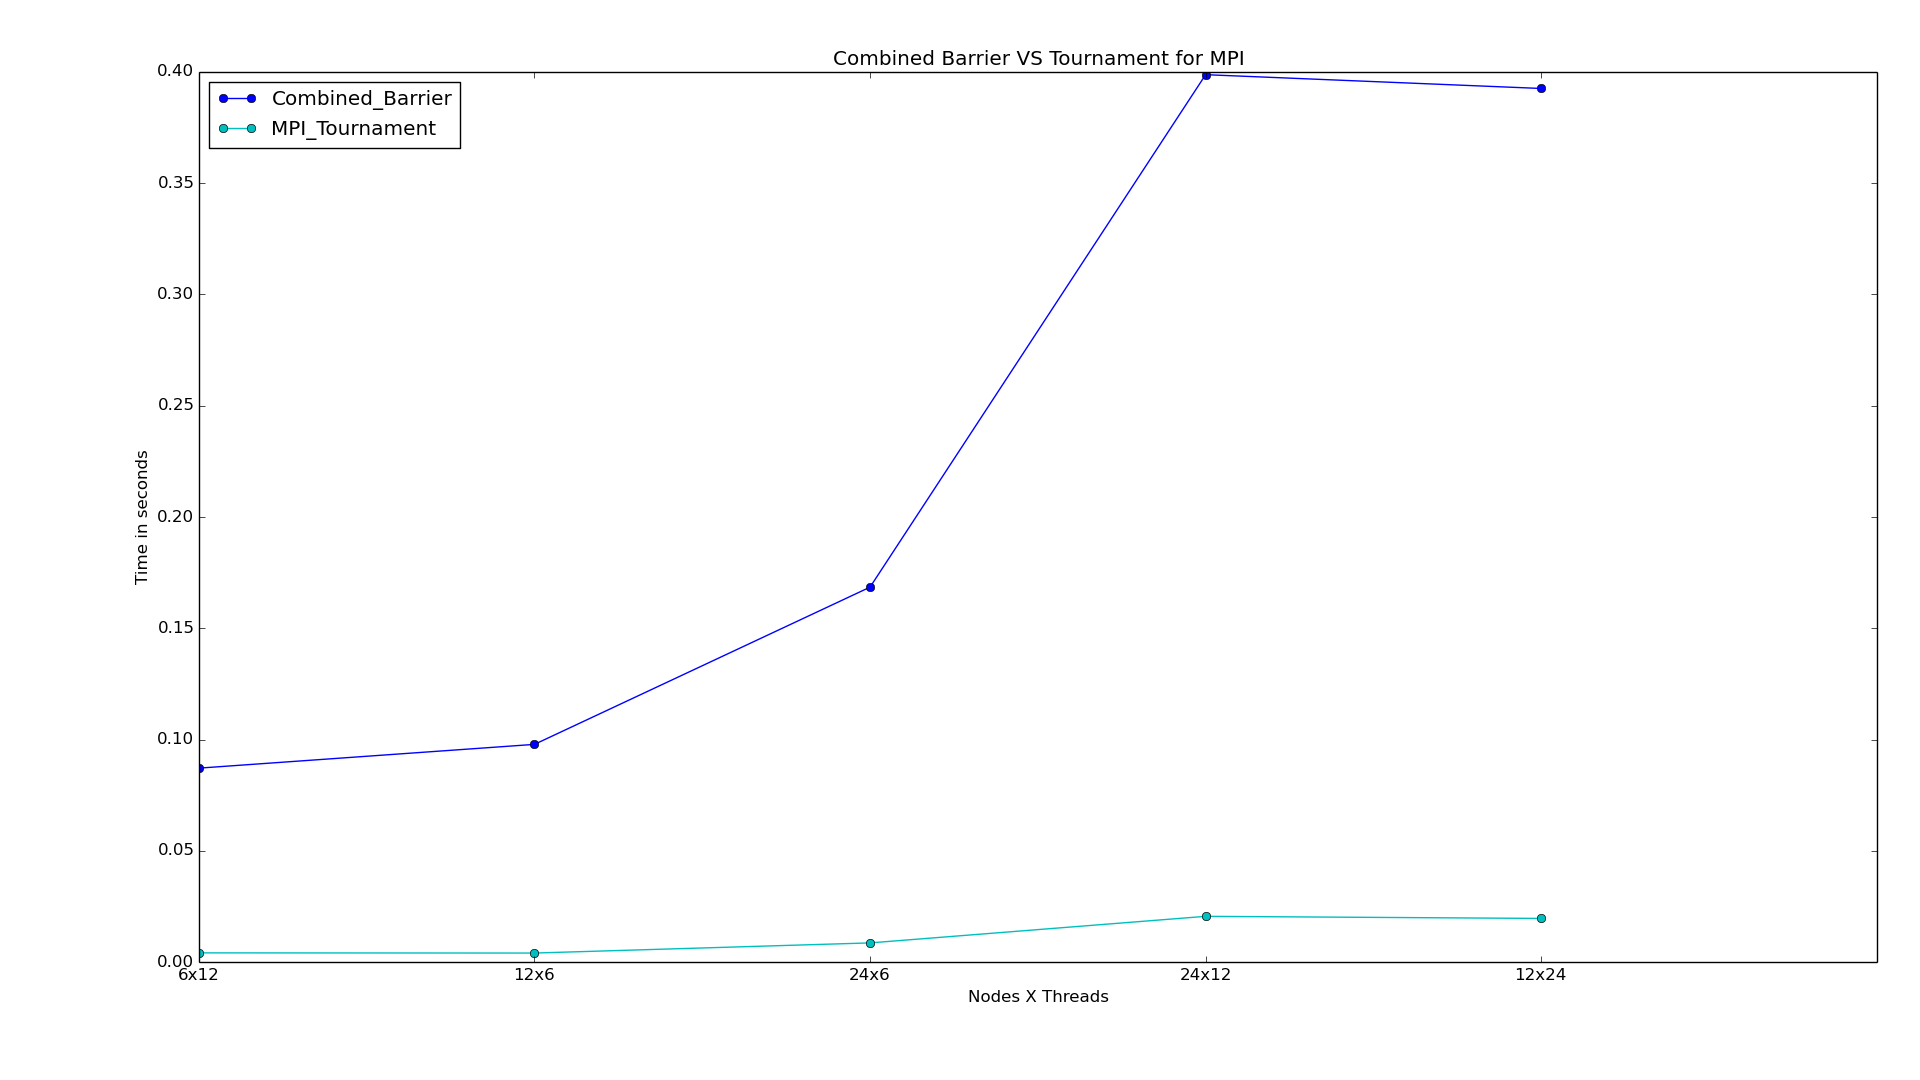 Combined Barrier VS Tournament for MPI
0.40
Combined_Barrier
MPI_Tournament
0.35
0.30
0.25
0.20
Time in seconds
0.15
0.10
0.05
0.00
6x12 12x6 24x6 24x12 12x24
Nodes X Threads